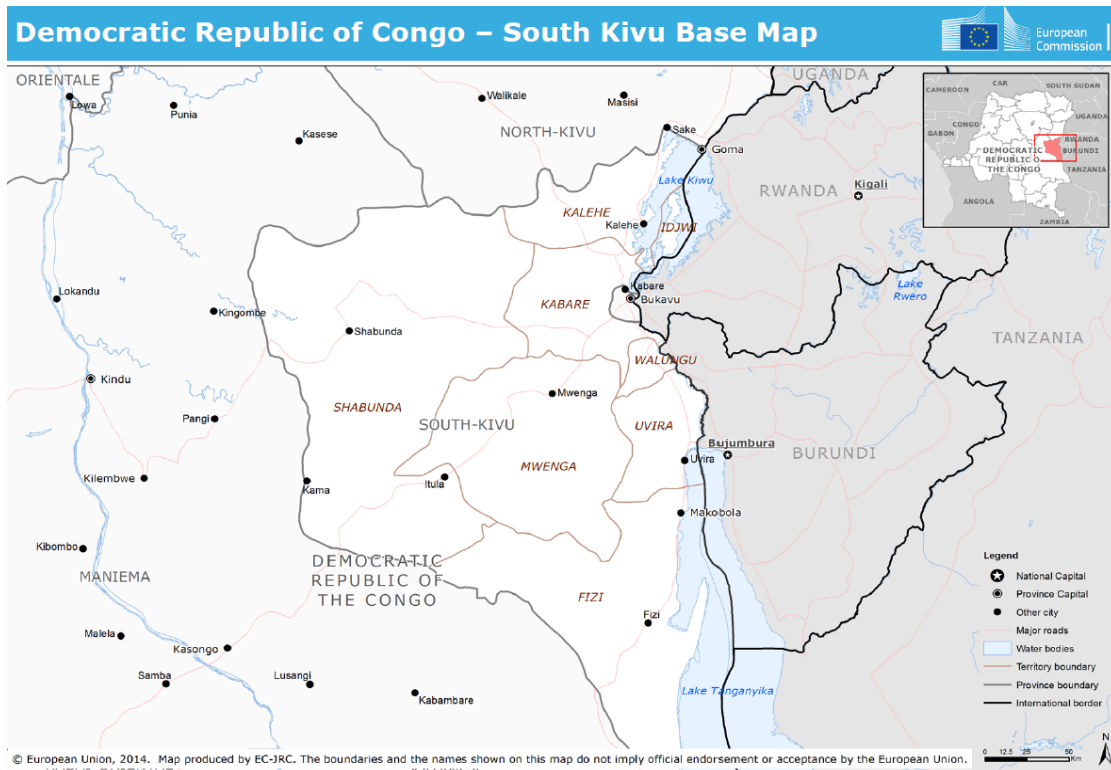 Democratic Republic of Congo – South Kivu Base Map
European
Commission
ORIENTALE
Lowa
Punia
Walikale
Masisi
UGANDA
Kasese
NORTH-KIVU
Sake
Goma
Lake Kiwu
RWANDA
Kigali
CAMEROON
CAR
SOUTH SUDAN
CONGO
UGANDA
GABON
RWANDA
DEMOCRATIC
REPUBLIC O
THE CONGO
BURUNDI
TANZANIA
ANGOLA
ZAMBIA
KALEHE
Kalehe
IDJWI
Lokandu
Kingombe
KABARE
Kabare
Bukavu
Lake
Rwero
Shabunda
TANZANIA
WALUNGU
Kindu
Mwenga
SHABUNDA
Pangi
SOUTH-KIVU
UVIRA
Bujumbura
BURUNDI
Uvira
MWENGA
Kilembwe
Kama
Itula
Makobola
Kibombo
MANIEMA
DEMOCRATIC
REPUBLIC OF
THE CONGO
FIZI
Fizi
Malela
Kasongo
Samba
Lusangi
Kabambare
Lake Tanganyika
Legend
National Capital
Province Capital
Other city
Major roads
Water bodies
Territory boundary
Province boundary
International border
0 12.5 25 50
Km
N
© European Union, 2014. Map produced by EC-JRC. The boundaries and the names shown on this map do not imply official endorsement or acceptance by the European Union.